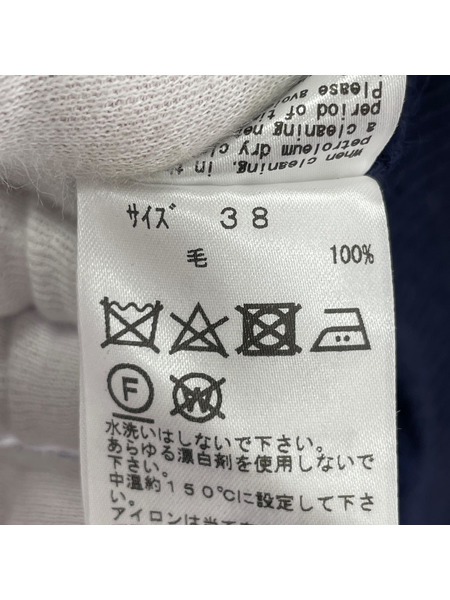 Please avoi
period of ti
a cleaning ne
petroleum dry cl
When cleaning, in t
サイズ 38
毛 100%
F
W
水洗いはしないで下さい。
あらゆる漂白剤を使用しないで
下さい。
中温約150℃に設定して下さ
い。
アイロンは当て